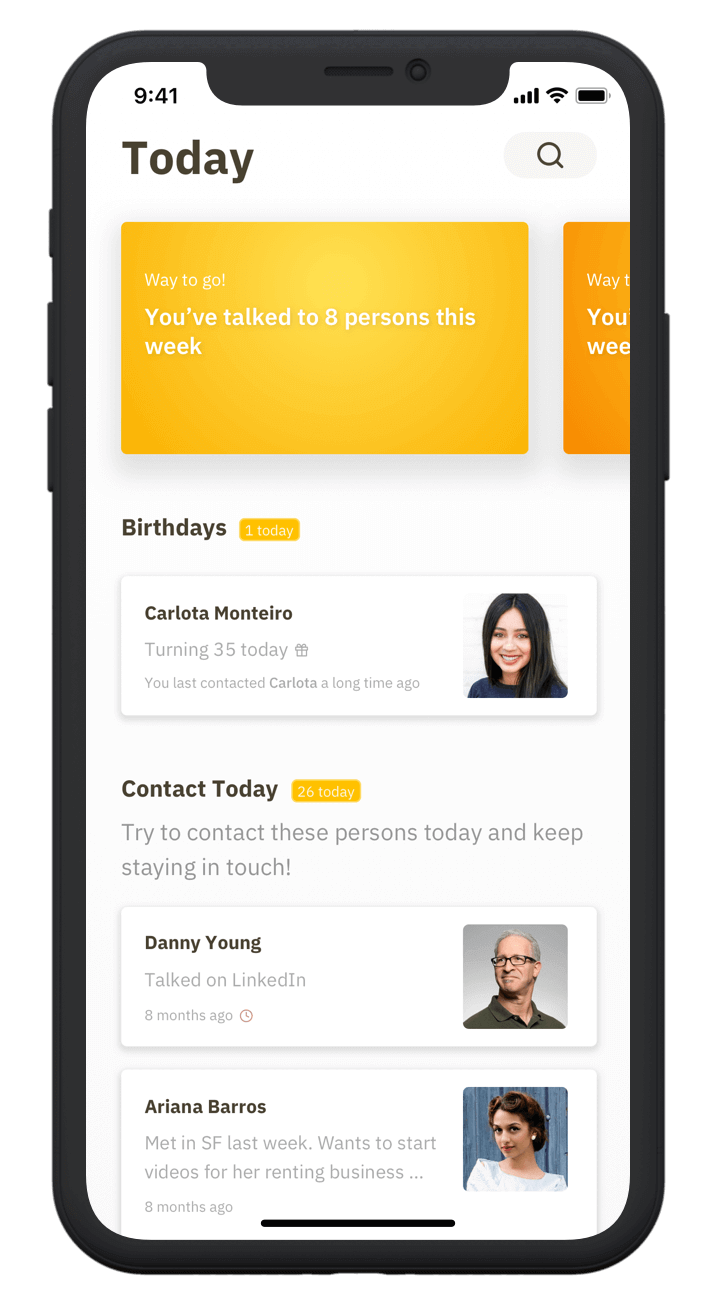 9:41
Today
Way to go!
You’ve talked to 8 persons this
week
Way t
You
wee
Birthdays 1 today
Carlota Monteiro
Turning 35 today
You last contacted Carlota a long time ago
Contact Today 26 today
Try to contact these persons today and keep
staying in touch!
Danny Young
Talked on LinkedIn
8 months ago
Ariana Barros
Met in SF last week. Wants to start
videos for her renting business ...
8 months ago